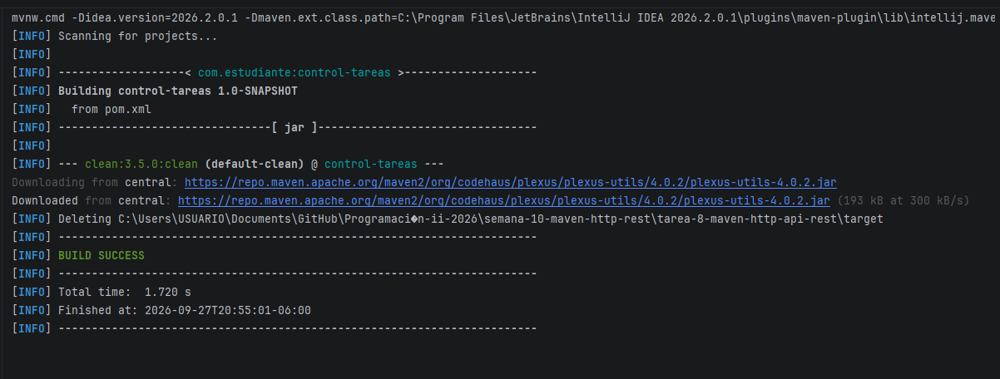 mvnw.cmd -Didea.version=2026.2.0.1 -Dmaven.ext.class.path=C:\Program Files\JetBrains\IntelliJ IDEA 2026.2.0.1\plugins\maven-plugin\lib\intellij.mave
[INFO] Scanning for projects...
[INFO]
[INFO] -------------------< com.estudiante:control-tareas >--------------------
[INFO] Building control-tareas 1.0-SNAPSHOT
[INFO]   from pom.xml
[INFO] --------------------------------[ jar ]---------------------------------
[INFO]
[INFO] --- clean:3.5.0:clean (default-clean) @ control-tareas ---
Downloading from central: https://repo.maven.apache.org/maven2/org/codehaus/plexus/plexus-utils/4.0.2/plexus-utils-4.0.2.jar
Downloaded from central: https://repo.maven.apache.org/maven2/org/codehaus/plexus/plexus-utils/4.0.2/plexus-utils-4.0.2.jar (193 kB at 300 kB/s)
[INFO] Deleting C:\Users\USUARIO\Documents\GitHub\Programaci�n-ii-2026\semana-10-maven-http-rest\tarea-8-maven-http-api-rest\target
[INFO] ------------------------------------------------------------------------
[INFO] BUILD SUCCESS
[INFO] ------------------------------------------------------------------------
[INFO] Total time:  1.720 s
[INFO] Finished at: 2026-09-27T20:55:01-06:00
[INFO] ------------------------------------------------------------------------